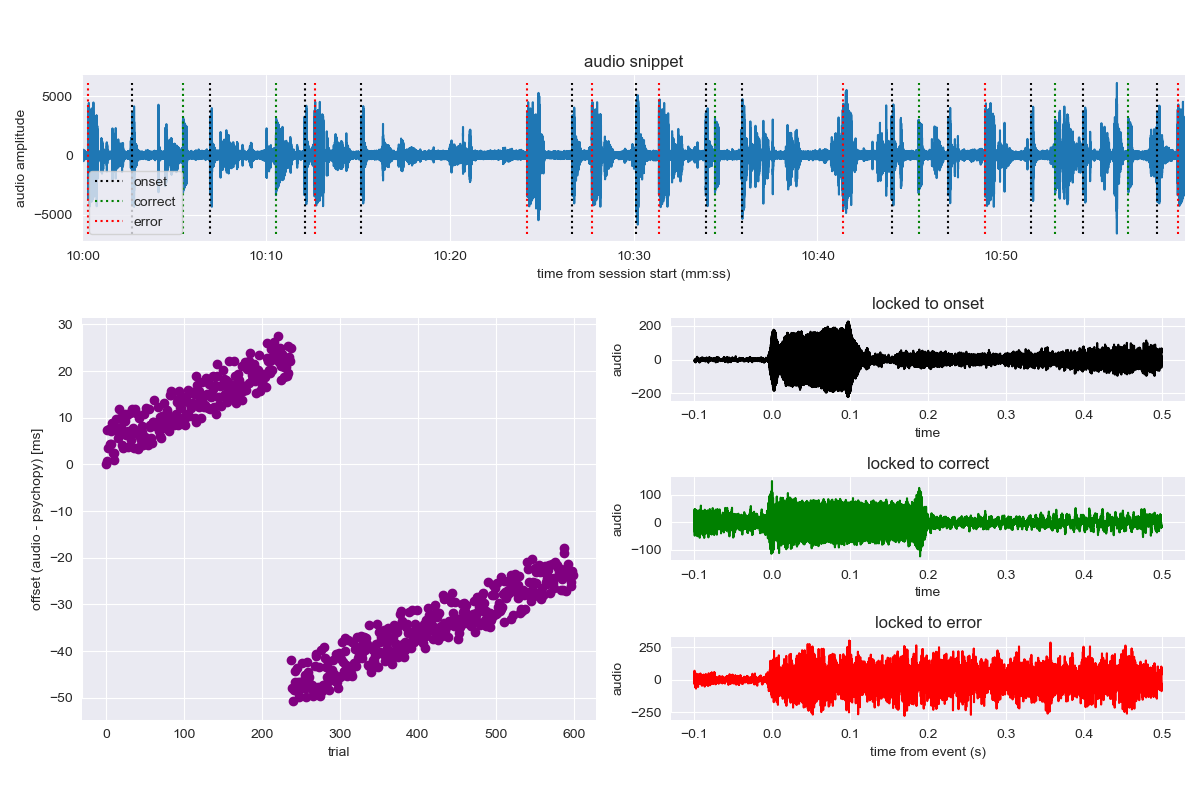 audio snippet
audio amplitude
5000
0
−5000
onset
correct
error
10:00 10:10 10:20 10:30 10:40 10:50
time from session start (mm:ss)
offset (audio - psychopy) [ms]
30
20
10
0
−10
−20
−30
−40
−50
0 100 200 300 400 500 600
trial
locked to onset
audio
200
0
−200
−0.1 0.0 0.1 0.2 0.3 0.4 0.5
time
locked to correct
audio
100
0
−100
−0.1 0.0 0.1 0.2 0.3 0.4 0.5
time
locked to error
audio
250
0
−250
−0.1 0.0 0.1 0.2 0.3 0.4 0.5
time from event (s)